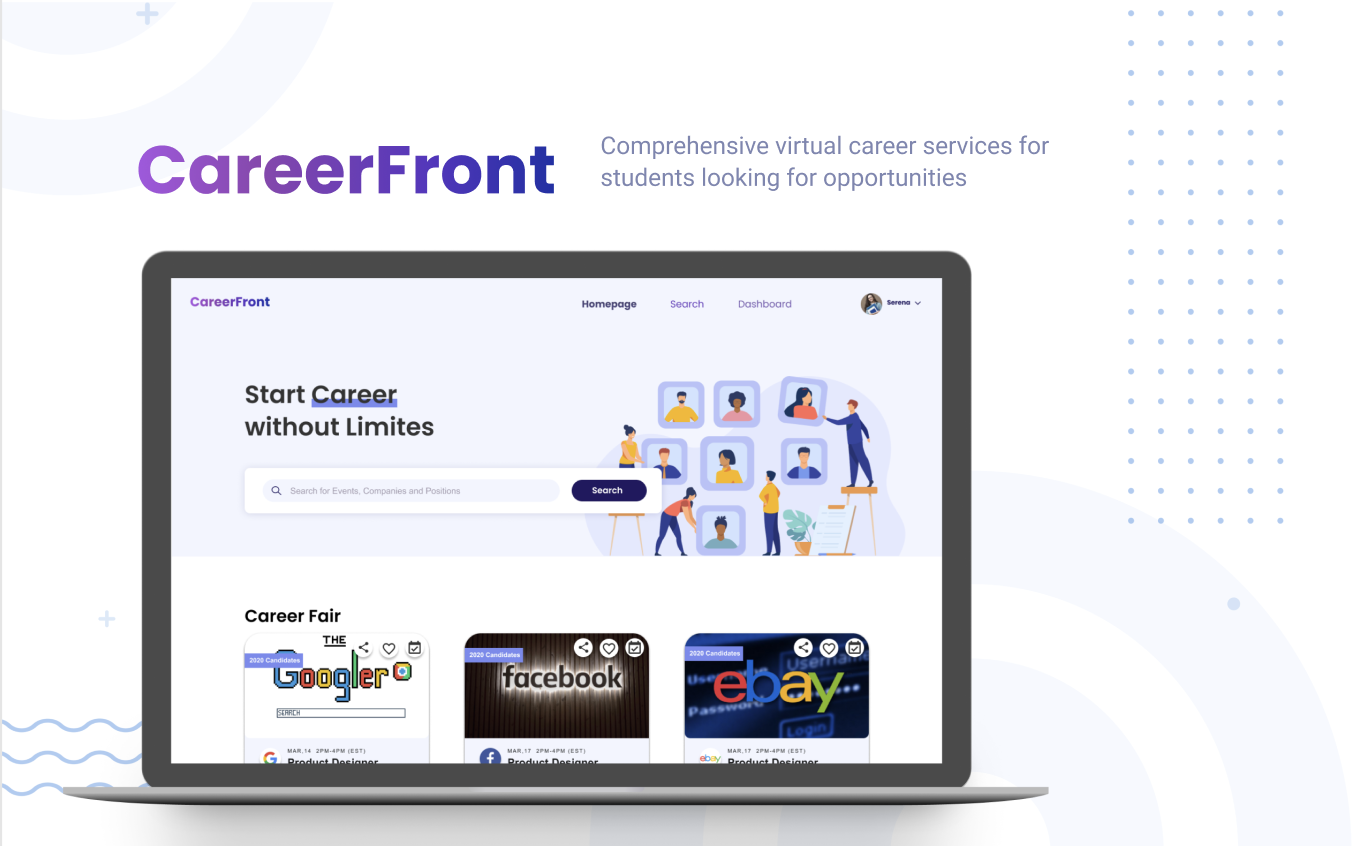 CareerFront
Comprehensive virtual career services for
students looking for opportunities
CareerFront
Homepage
Search
Dashboard
Serena
Start Career
without Limites
Search for Events, Companies and Positions
Search
Career Fair
THE
2020 Candidates
Googler
SEARCH
MAR,14 2PM-4PM (EST)
Product Designer
2020 Candidates
facebook
MAR,17 2PM-4PM (EST)
Product Designer
2020 Candidates
Username
Password
ebay
Login
ebay
MAR,17 2PM-4PM (EST)
Product Designer